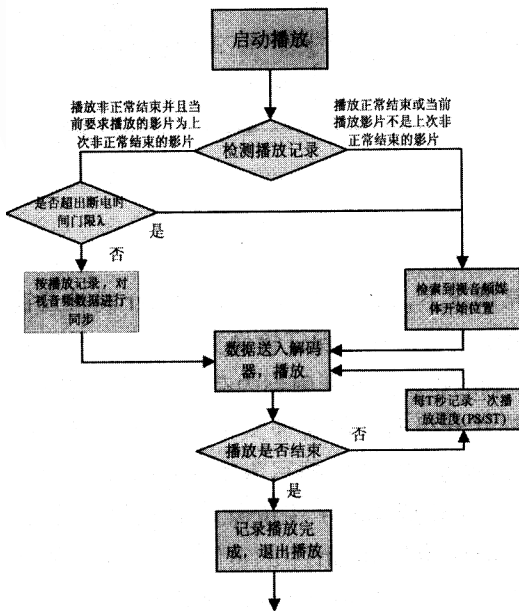 启动播放
播放非正常结束并且当
前要求播放的影片为上
次非正常结束的影片
播放正常结束或当前
播放影片不是上次非
正常结束的影片
检测播放记录
是否超出断电时
间门限λ
是
否
按播放记录，对
视音频数据进行
同步
检索到视音频媒
体开始位置
数据送入解码
器，播放
每T秒记录一次播
放进度(PS/ST)
播放是否结束
否
是
记录播放完
成，退出播放